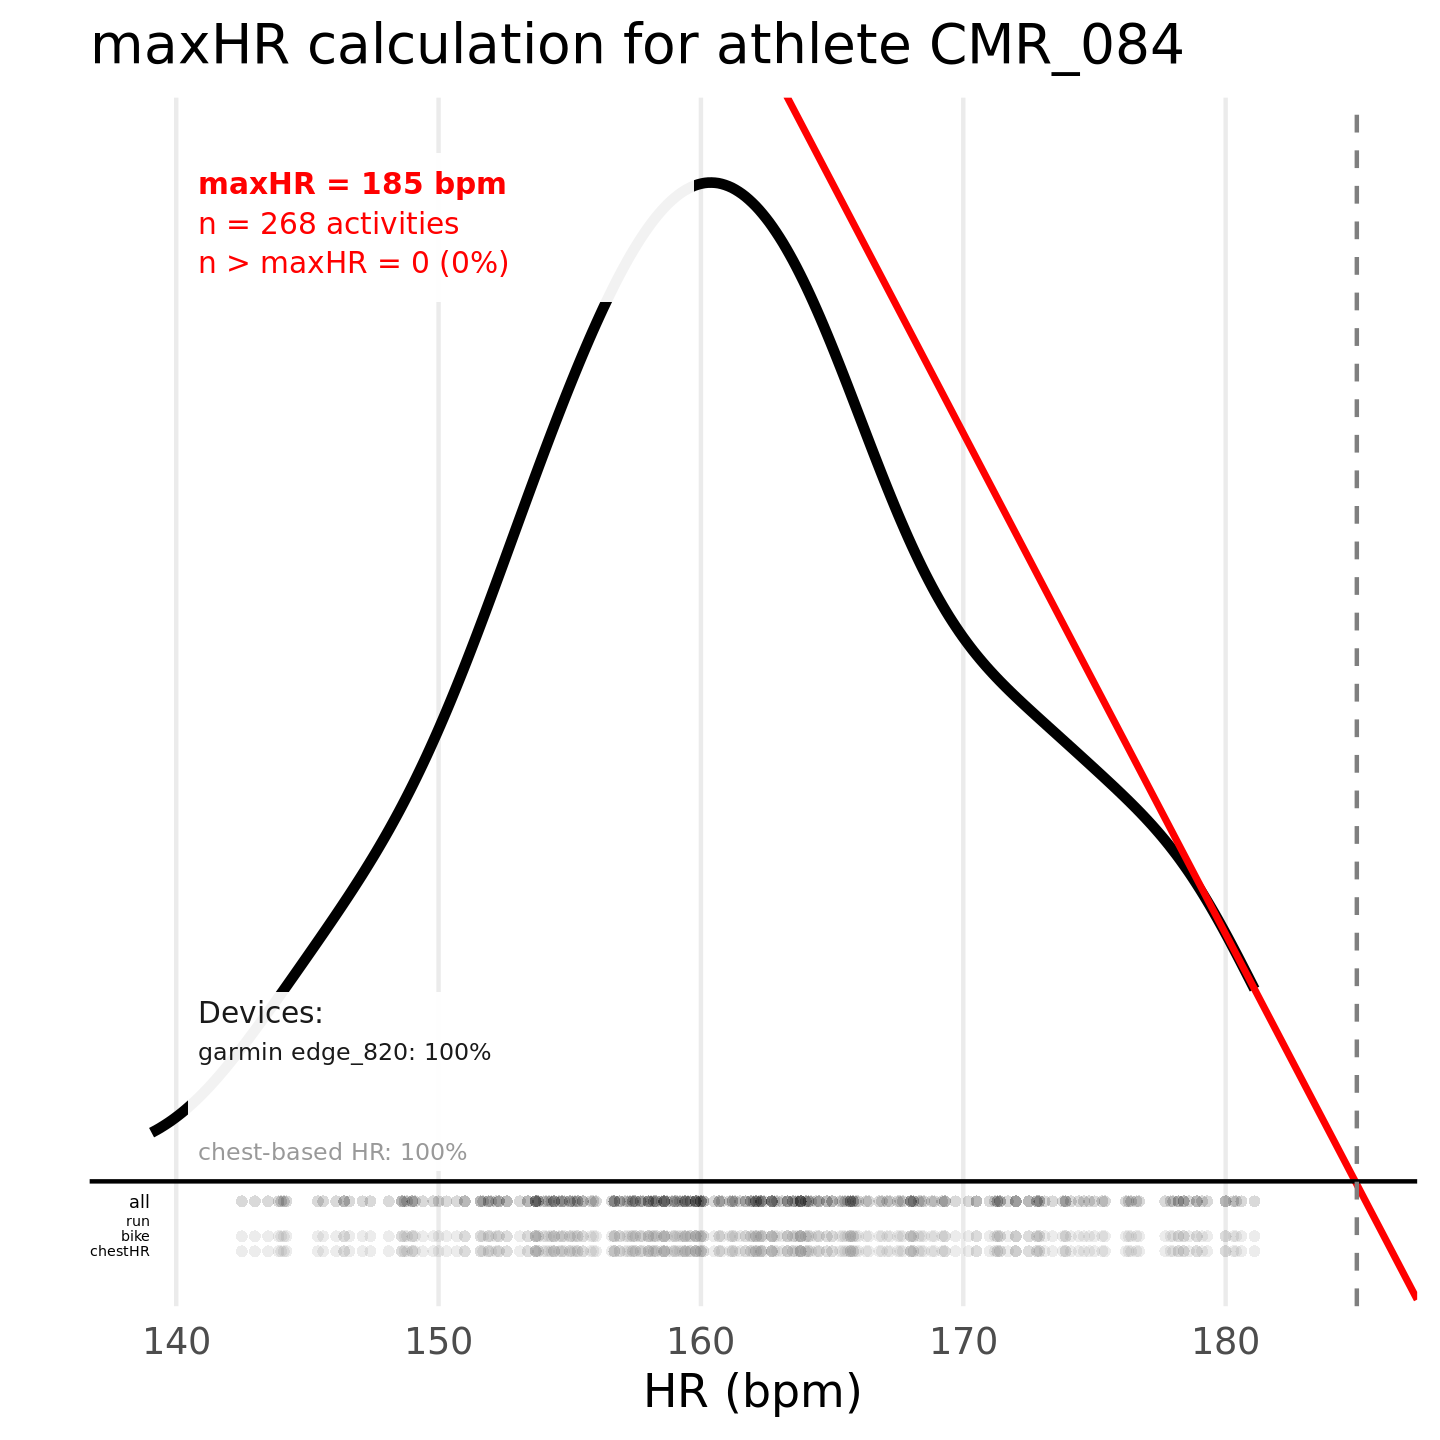 maxHR calculation for athlete CMR_084
maxHR = 185 bpm
n = 268 activities
n > maxHR = 0 (0%)
Devices:
garmin edge_820: 100%
chest-based HR: 100%
all
run
bike
chestHR
140 150 160 170 180
HR (bpm)